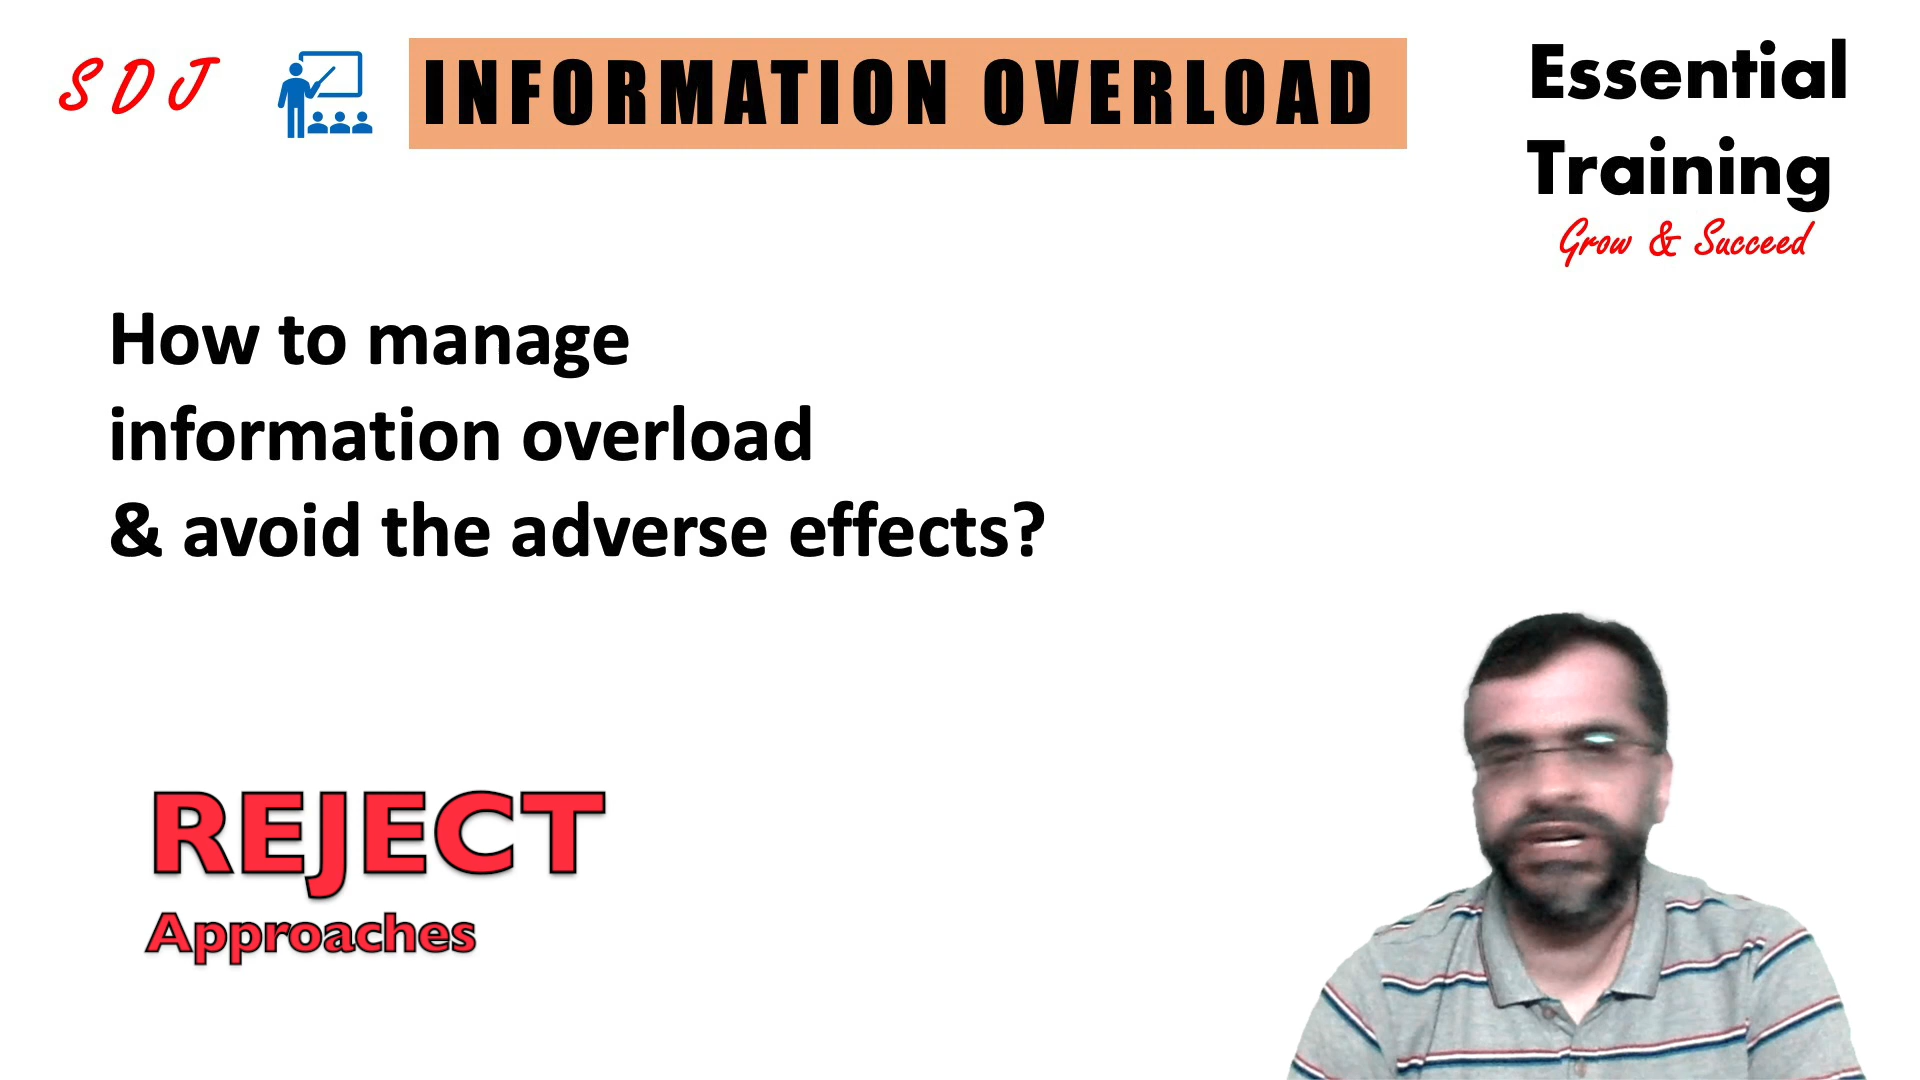 SDJ
INFORMATION OVERLOAD
Essential
Training
Grow & Succeed
How to manage
information overload
& avoid the adverse effects?
REJECT
Approaches